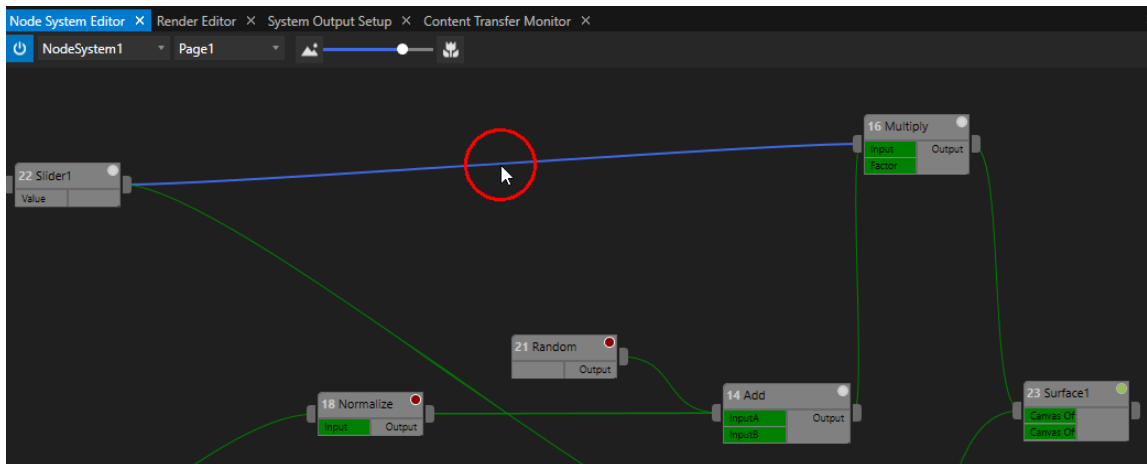 Node System Editor Render Editor System Output Setup Content Transfer Monitor
NodeSystem1 Page1
16 Multiply
Input Output
Factor
22 Slider1
Value
21 Random
Output
18 Normalize
Input Output
14 Add
InputA Output
InputB
23 Surface1
Canvas Of
Canvas Of